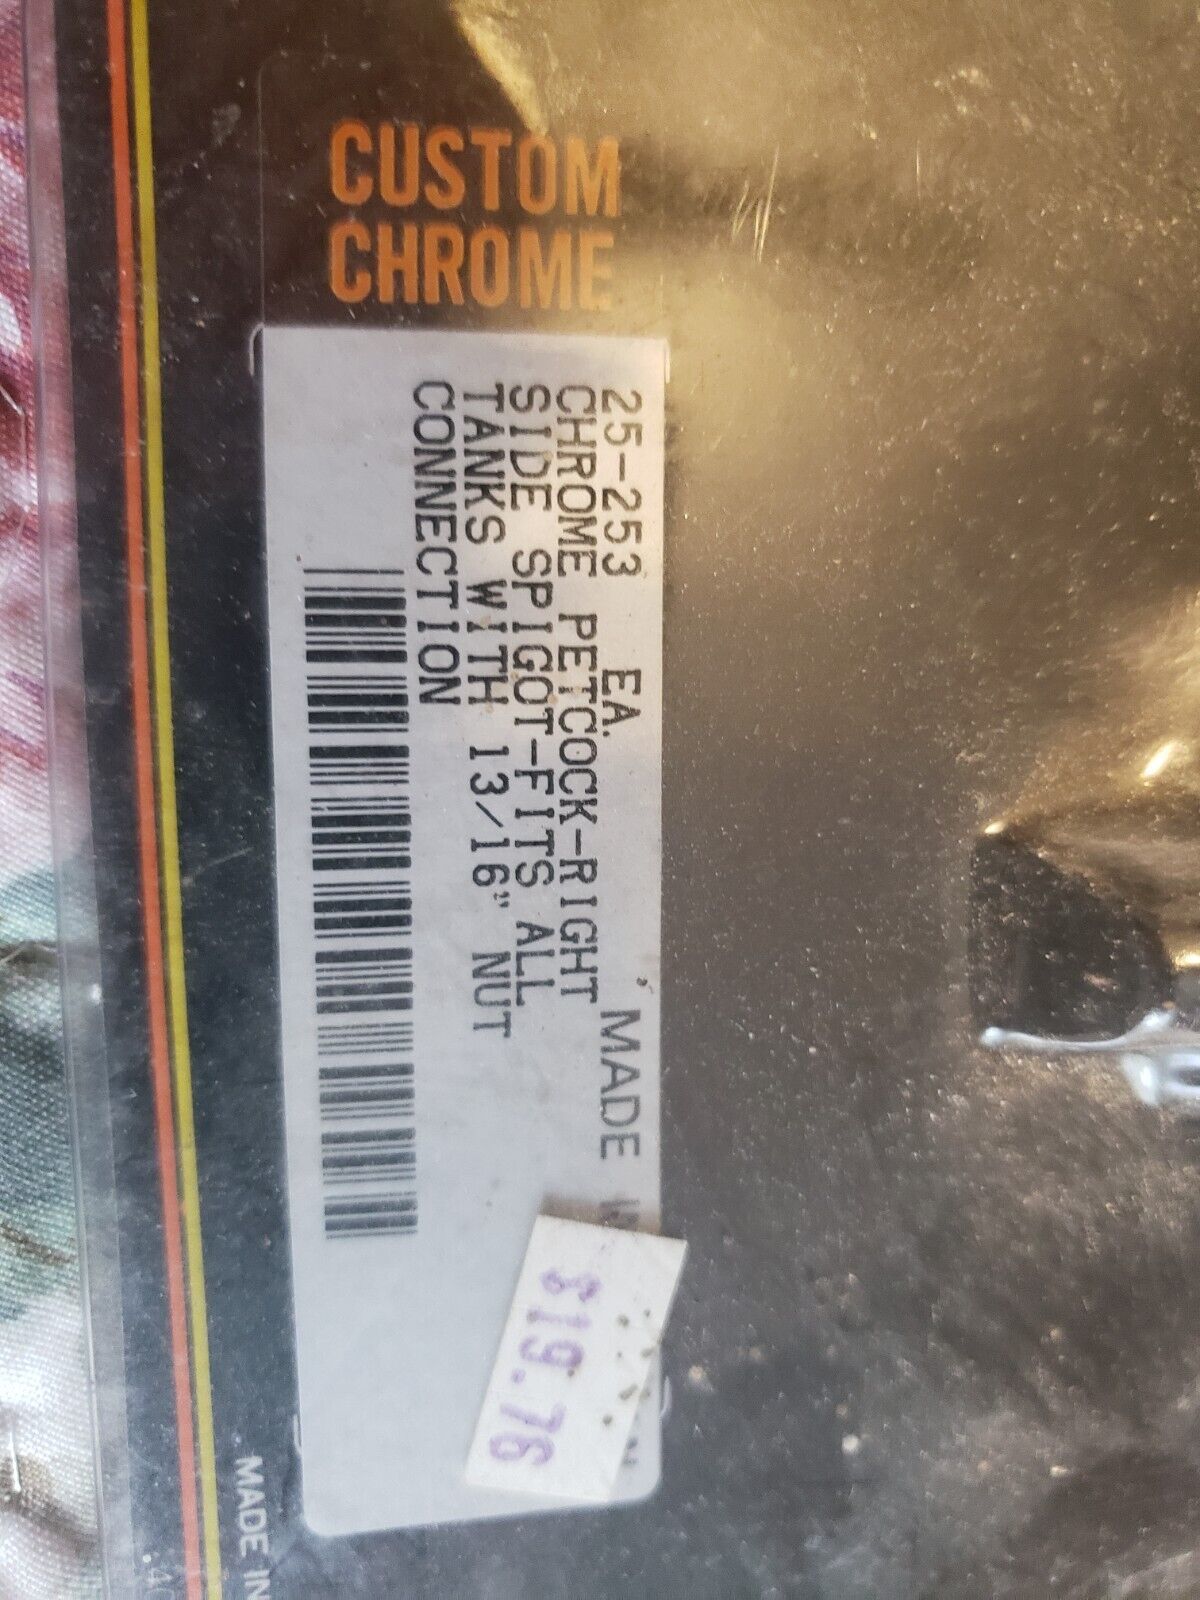 CUSTOM
CHROME
25-253 EA.
CHROME PETCOCK-RIGHT
SIDE SPIGOT-FITS ALL
TANKS WITH 13/16" NUT
CONNECTION
MADE
$19.76
MADE IN